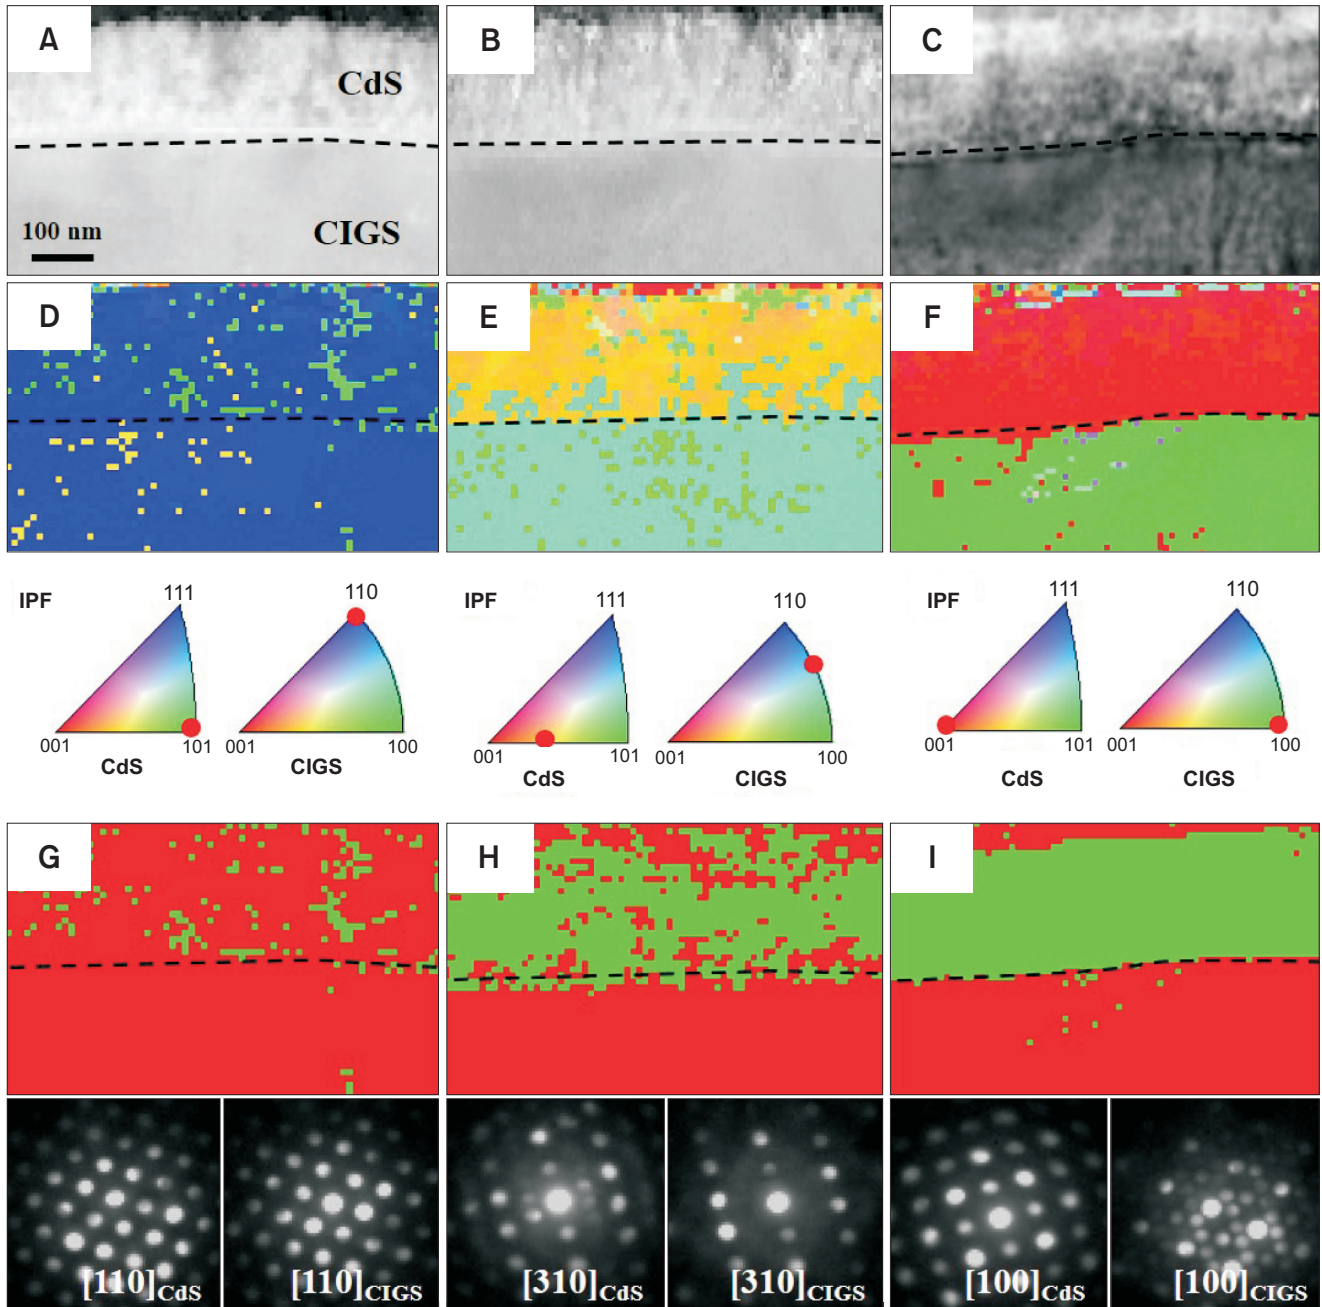 A
B
C
CdS
CIGS
100 nm
D
E
F
IPF
111
110
001
101
001
100
CdS
CIGS
IPF
111
110
001
101
001
100
CdS
CIGS
IPF
111
110
001
101
001
100
CdS
CIGS
G
H
I
[110]CdS
[110]CIGS
[310]CdS
[310]CIGS
[100]CdS
[100]CIGS